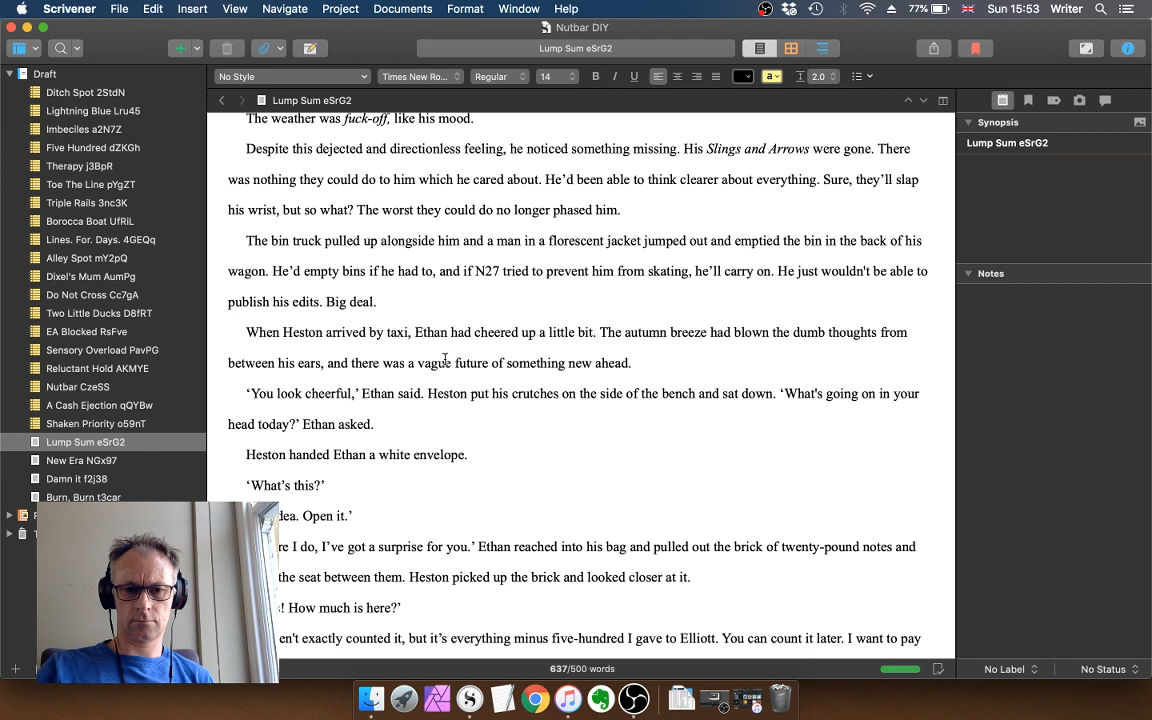 Scrivener File Edit Insert View Navigate Project Documents Format Window Help 77% Sun 15:53 Writer
Nutbar DIY
Lump Sum eSrG2
No Style Times New Ro... Regular 14 B I U a 2.0
Draft
Ditch Spot 2StdN
Lightning Blue Lru45
Imbeciles a2N7Z
Five Hundred dZKGh
Therapy j3BpR
Toe The Line pYgZT
Triple Rails 3nc3K
Borocca Boat UfRiL
Lines. For. Days. 4GEQq
Alley Spot mY2pQ
Dixel's Mum AumPg
Do Not Cross Cc7gA
Two Little Ducks D8fRT
EA Blocked RsFve
Sensory Overload PavPG
Reluctant Hold AKMYE
Nutbar CzeSS
A Cash Ejection qQYBw
Shaken Priority o59nT
Lump Sum eSrG2
New Era NGx97
Damn it f2j38
Burn, Burn t3car
Lump Sum eSrG2
The weather was fuck-off, like his mood.
Despite this dejected and directionless feeling, he noticed something missing. His Slings and Arrows were gone. There
was nothing they could do to him which he cared about. He’d been able to think clearer about everything. Sure, they’ll slap
his wrist, but so what? The worst they could do no longer phased him.
The bin truck pulled up alongside him and a man in a florescent jacket jumped out and emptied the bin in the back of his
wagon. He’d empty bins if he had to, and if N27 tried to prevent him from skating, he’ll carry on. He just wouldn't be able to
publish his edits. Big deal.
When Heston arrived by taxi, Ethan had cheered up a little bit. The autumn breeze had blown the dumb thoughts from
between his ears, and there was a vague future of something new ahead.
‘You look cheerful,’ Ethan said. Heston put his crutches on the side of the bench and sat down. ‘What's going on in your
head today?’ Ethan asked.
Heston handed Ethan a white envelope.
‘What’s this?’
dea. Open it.’
re I do, I’ve got a surprise for you.’ Ethan reached into his bag and pulled out the brick of twenty-pound notes and
the seat between them. Heston picked up the brick and looked closer at it.
! How much is here?’
en't exactly counted it, but it’s everything minus five-hundred I gave to Elliott. You can count it later. I want to pay
637/500 words
Synopsis
Lump Sum eSrG2
Notes
No Label No Status